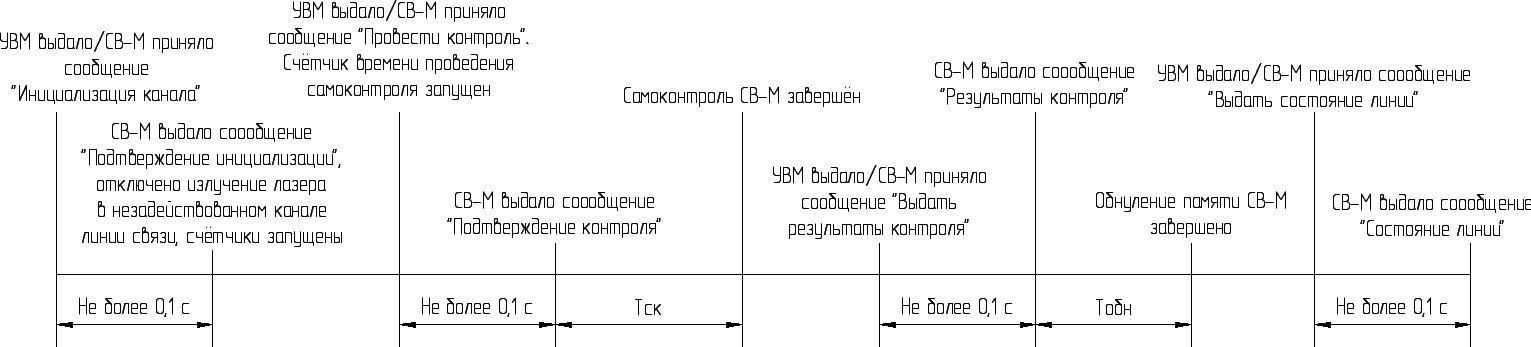 УВМ выдало/СВ-М приняло
сообщение
"Инициализация канала"
СВ-М выдало соообщение
"Подтверждение инициализации",
отключено излучение лазера
в незадействованном канале
линии связи, счётчики запущены
УВМ выдало/СВ-М приняло
сообщение "Провести контроль".
Счётчик времени проведения
самоконтроля запущен
СВ-М выдало соообщение
"Подтверждение контроля"
Самоконтроль СВ-М завершён
УВМ выдало/СВ-М приняло
сообщение "Выдать
результаты контроля"
СВ-М выдало соообщение
"Результаты контроля"
Обнуление памяти СВ-М
завершено
УВМ выдало/СВ-М приняло соообщение
"Выдать состояние линии"
СВ-М выдало соообщение
"Состояние линии"
Не более 0,1 с
Не более 0,1 с
Тск
Не более 0,1 с
Тобн
Не более 0,1 с